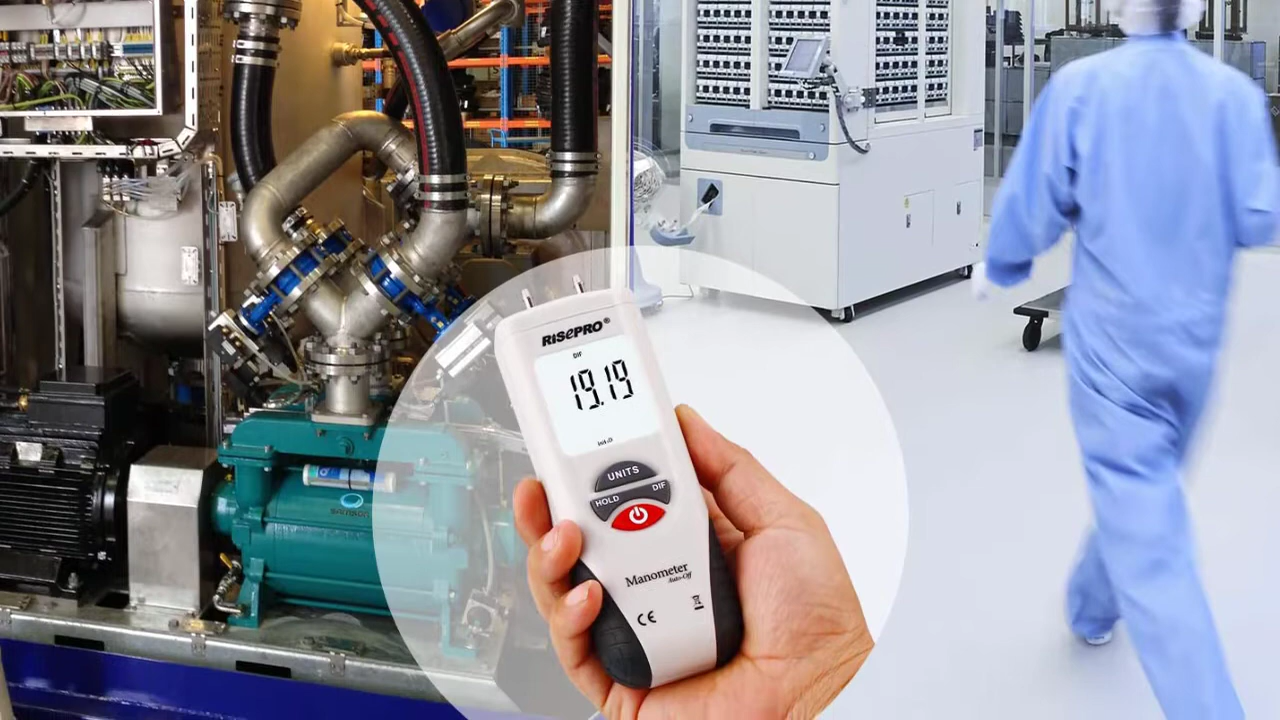 RISEPRO®
DIF
19.19
InH₂O
UNITS
HOLD
DIF
Manometer
Auto-Off
CE